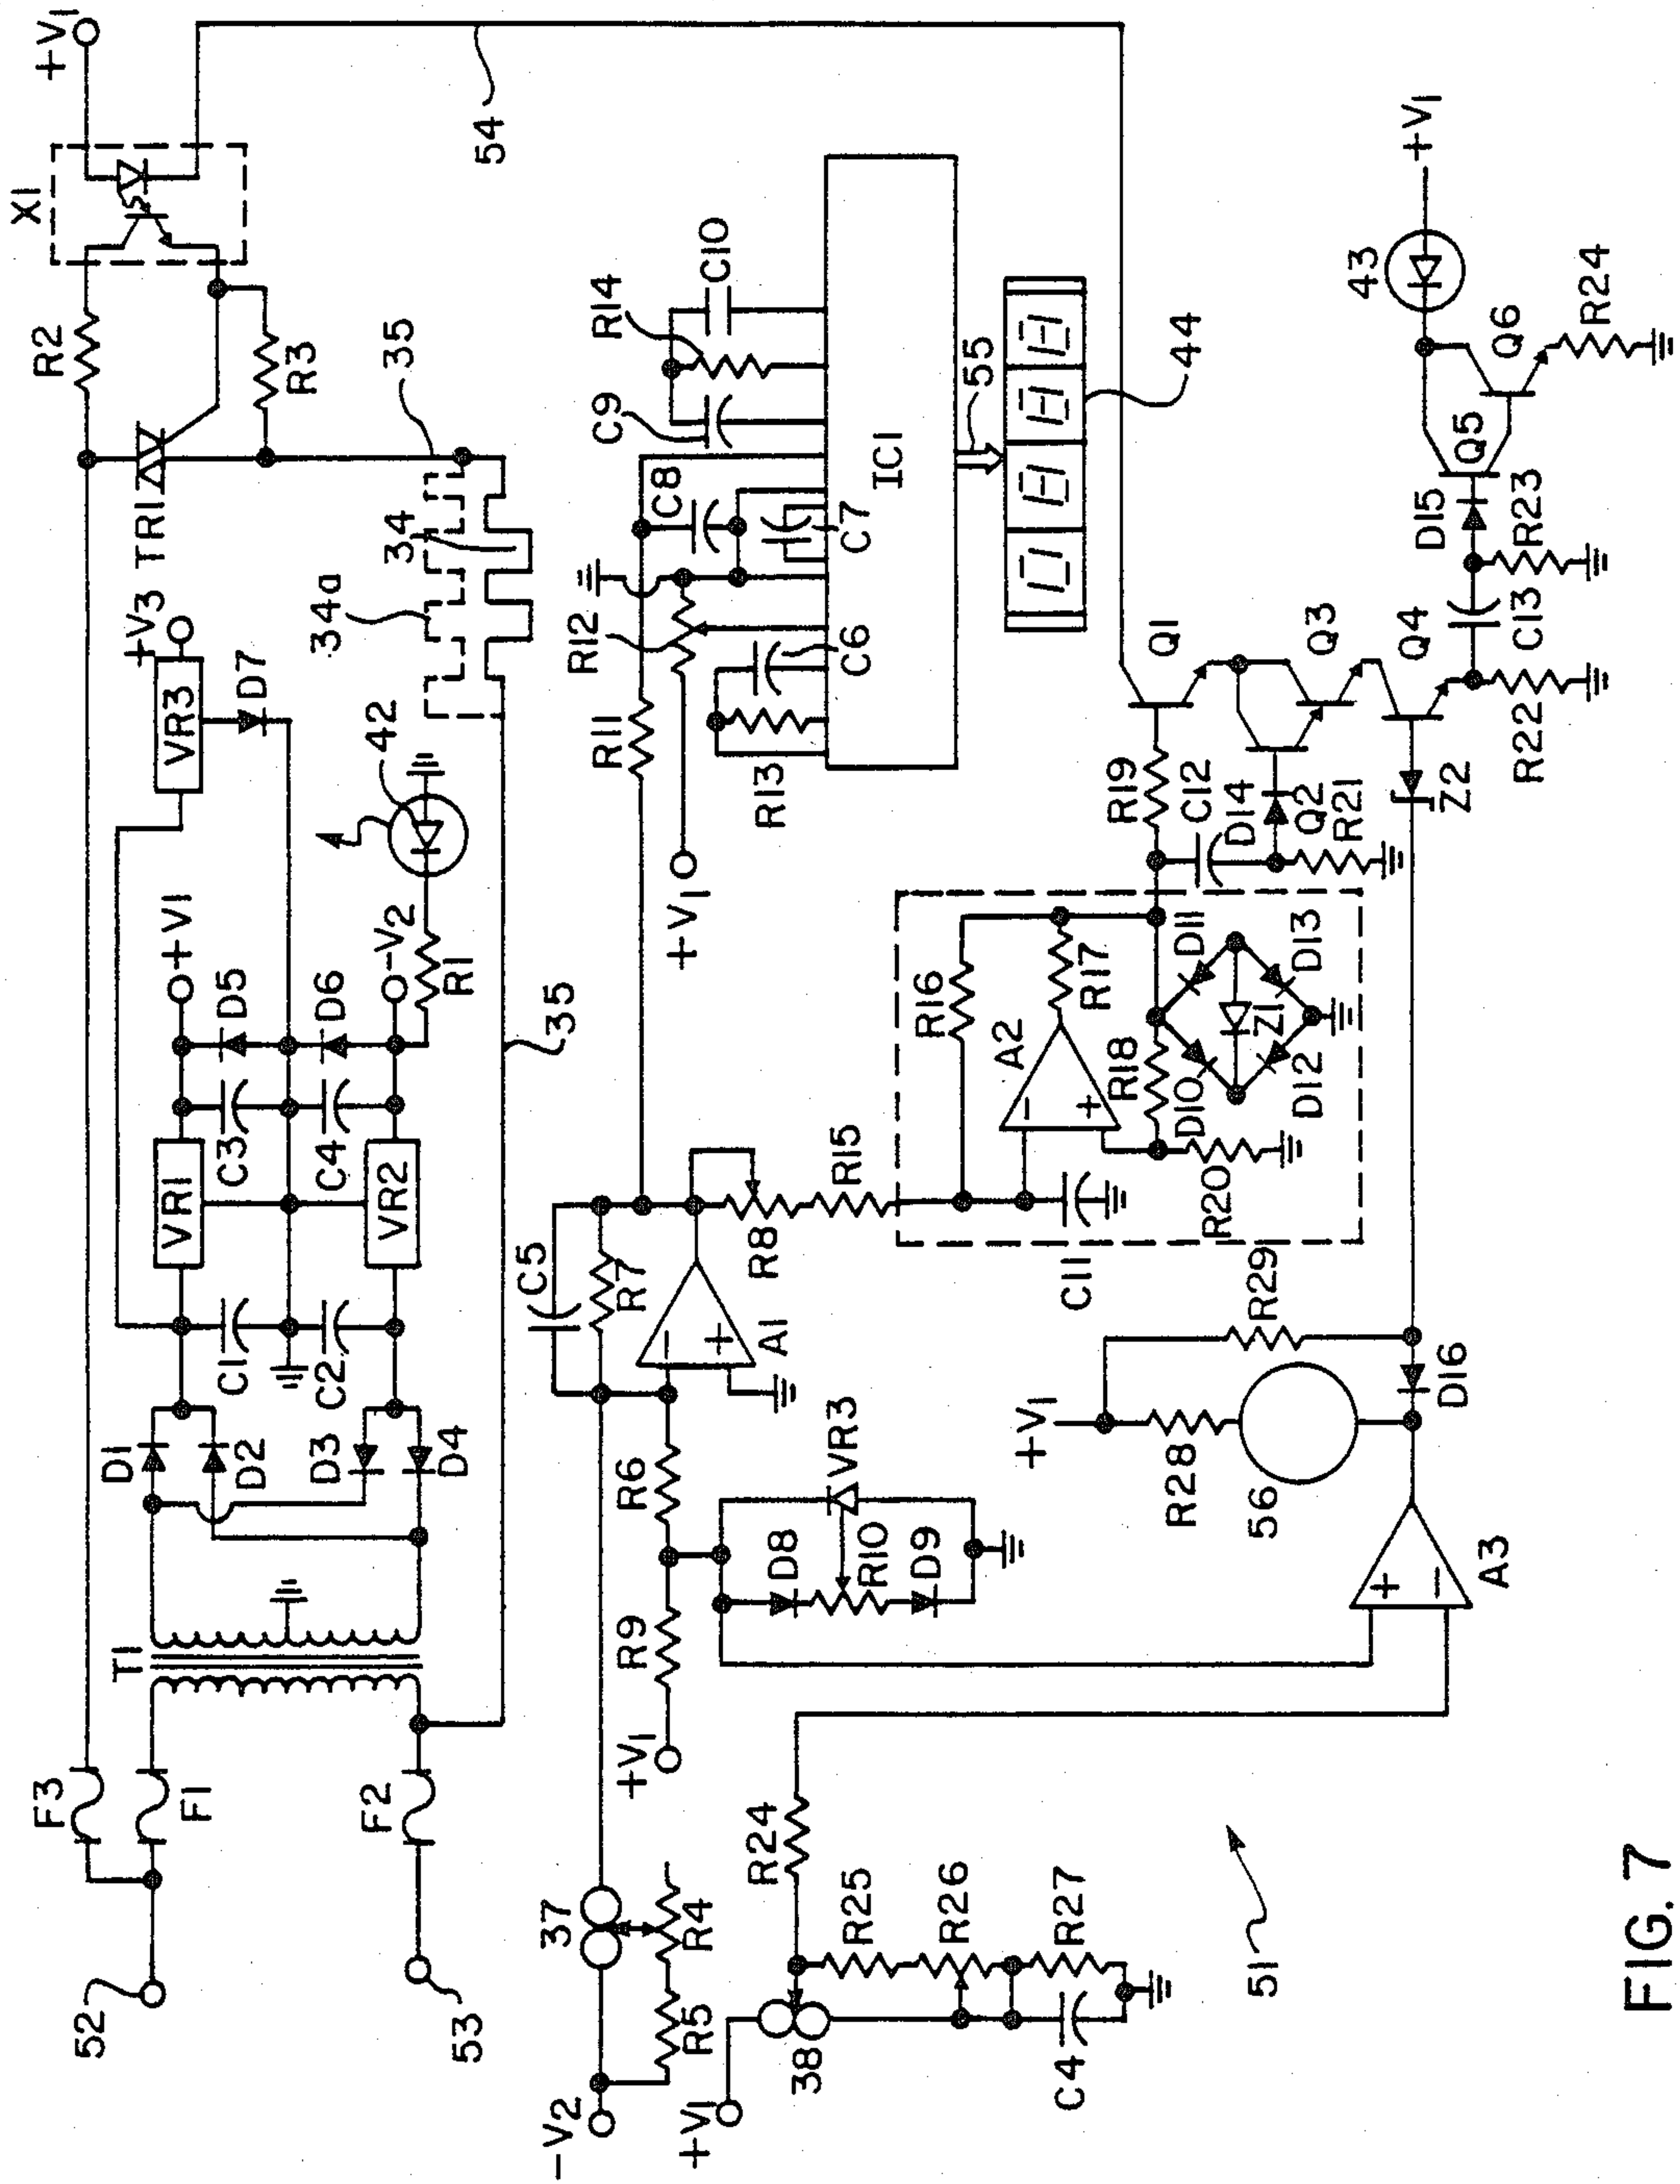 52
F3
F1
F2
53
T1
D1
D2
D3
D4
C1
C2
VR1
VR2
C3
C4
+V1
D5
D6
-V2
R1
42
VR3
+V3
D7
TR1
34a
34
35
35
R2
R3
X1
+V1
54
-V2
37
R5
R4
+V1
R9
R6
C5
R7
A1
D8
R10
D9
VR3
R8
R15
R11
+V1
R12
R13
C6
C7
C8
C9
R14
C10
IC1
55
44
R16
A2
R17
R18
D10
D11
Z1
D12
D13
R20
C11
R19
C12
D14
Q2
R21
Q1
Q3
Q4
Z2
R22
C13
R23
D15
Q5
Q6
R24
43
+V1
+V1
38
R24
R25
R26
R27
C4
A3
+V1
R28
R29
56
D16
51
FIG. 7
+
−
+
−
+
−